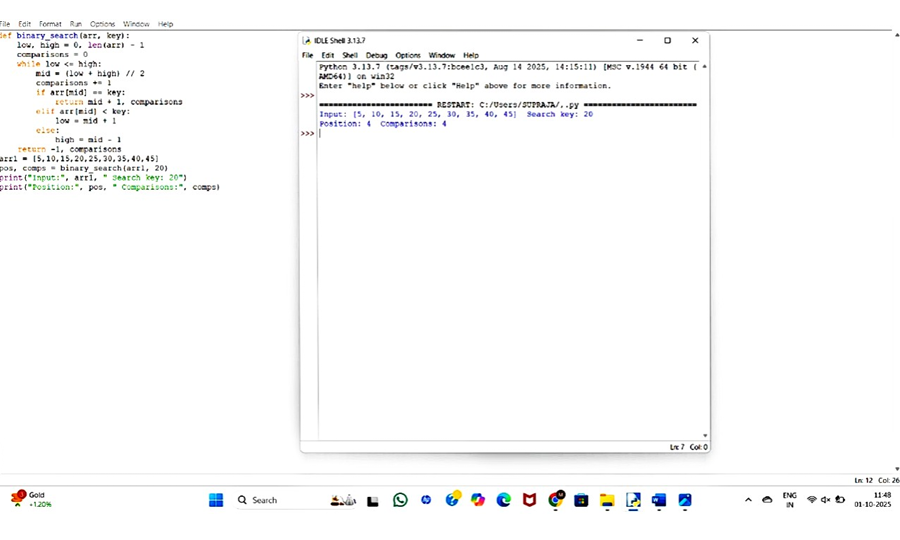 File Edit Format Run Options Window Help
def binary_search(arr, key):
    low, high = 0, len(arr) - 1
    comparisons = 0
    while low <= high:
        mid = (low + high) // 2
        comparisons += 1
        if arr[mid] == key:
            return mid + 1, comparisons
        elif arr[mid] < key:
            low = mid + 1
        else:
            high = mid - 1
    return -1, comparisons
arr1 = [5,10,15,20,25,30,35,40,45]
pos, comps = binary_search(arr1, 20)
print("Input:", arr1, " Search key: 20")
print("Position:", pos, " Comparisons:", comps)
IDLE Shell 3.13.7
File Edit Shell Debug Options Window Help
Python 3.13.7 (tags/v3.13.7:bcee1c3, Aug 14 2025, 14:15:11) [MSC v.1944 64 bit (
AMD64)] on win32
Enter "help" below or click "Help" above for more information.
>>>
======================= RESTART: C:/Users/SUPRAJA/,.py =======================
Input: [5, 10, 15, 20, 25, 30, 35, 40, 45]  Search key: 20
Position: 4  Comparisons: 4
>>>
Ln: 7 Col: 0
Ln: 12 Col: 26
Gold
+1.20%
Search
ENG
IN
11:48
01-10-2025